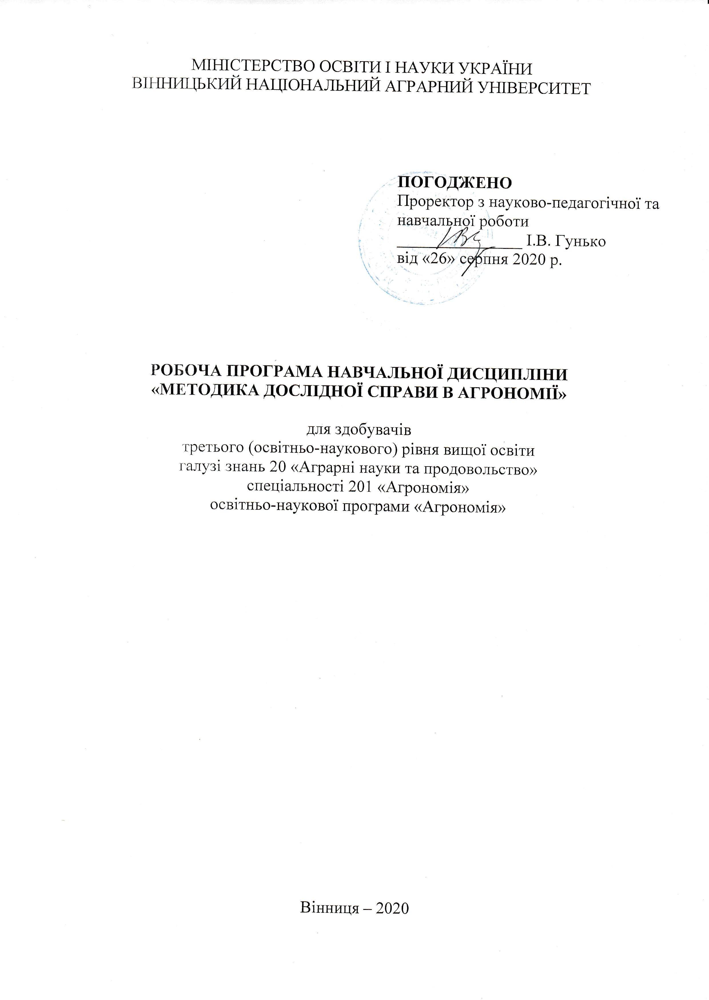 МІНІСТЕРСТВО ОСВІТИ І НАУКИ УКРАЇНИ
ВІННИЦЬКИЙ НАЦІОНАЛЬНИЙ АГРАРНИЙ УНІВЕРСИТЕТ
ПОГОДЖЕНО
Проректор з науково-педагогічної та
навчальної роботи
_______________ І.В. Гунько
від «26» серпня 2020 р.
РОБОЧА ПРОГРАМА НАВЧАЛЬНОЇ ДИСЦИПЛІНИ
«МЕТОДИКА ДОСЛІДНОЇ СПРАВИ В АГРОНОМІЇ»
для здобувачів
третього (освітньо-наукового) рівня вищої освіти
галузі знань 20 «Аграрні науки та продовольство»
спеціальності 201 «Агрономія»
освітньо-наукової програми «Агрономія»
Вінниця – 2020